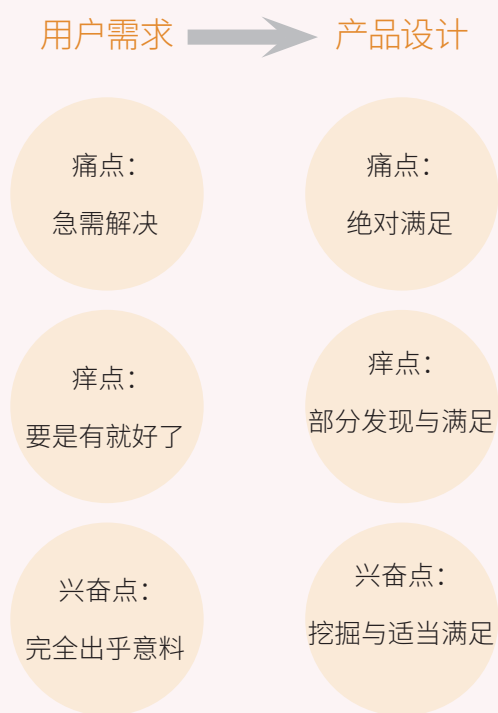 用户需求
产品设计
痛点：
急需解决
痛点：
绝对满足
痒点：
要是有就好了
痒点：
部分发现与满足
兴奋点：
完全出乎意料
兴奋点：
挖掘与适当满足